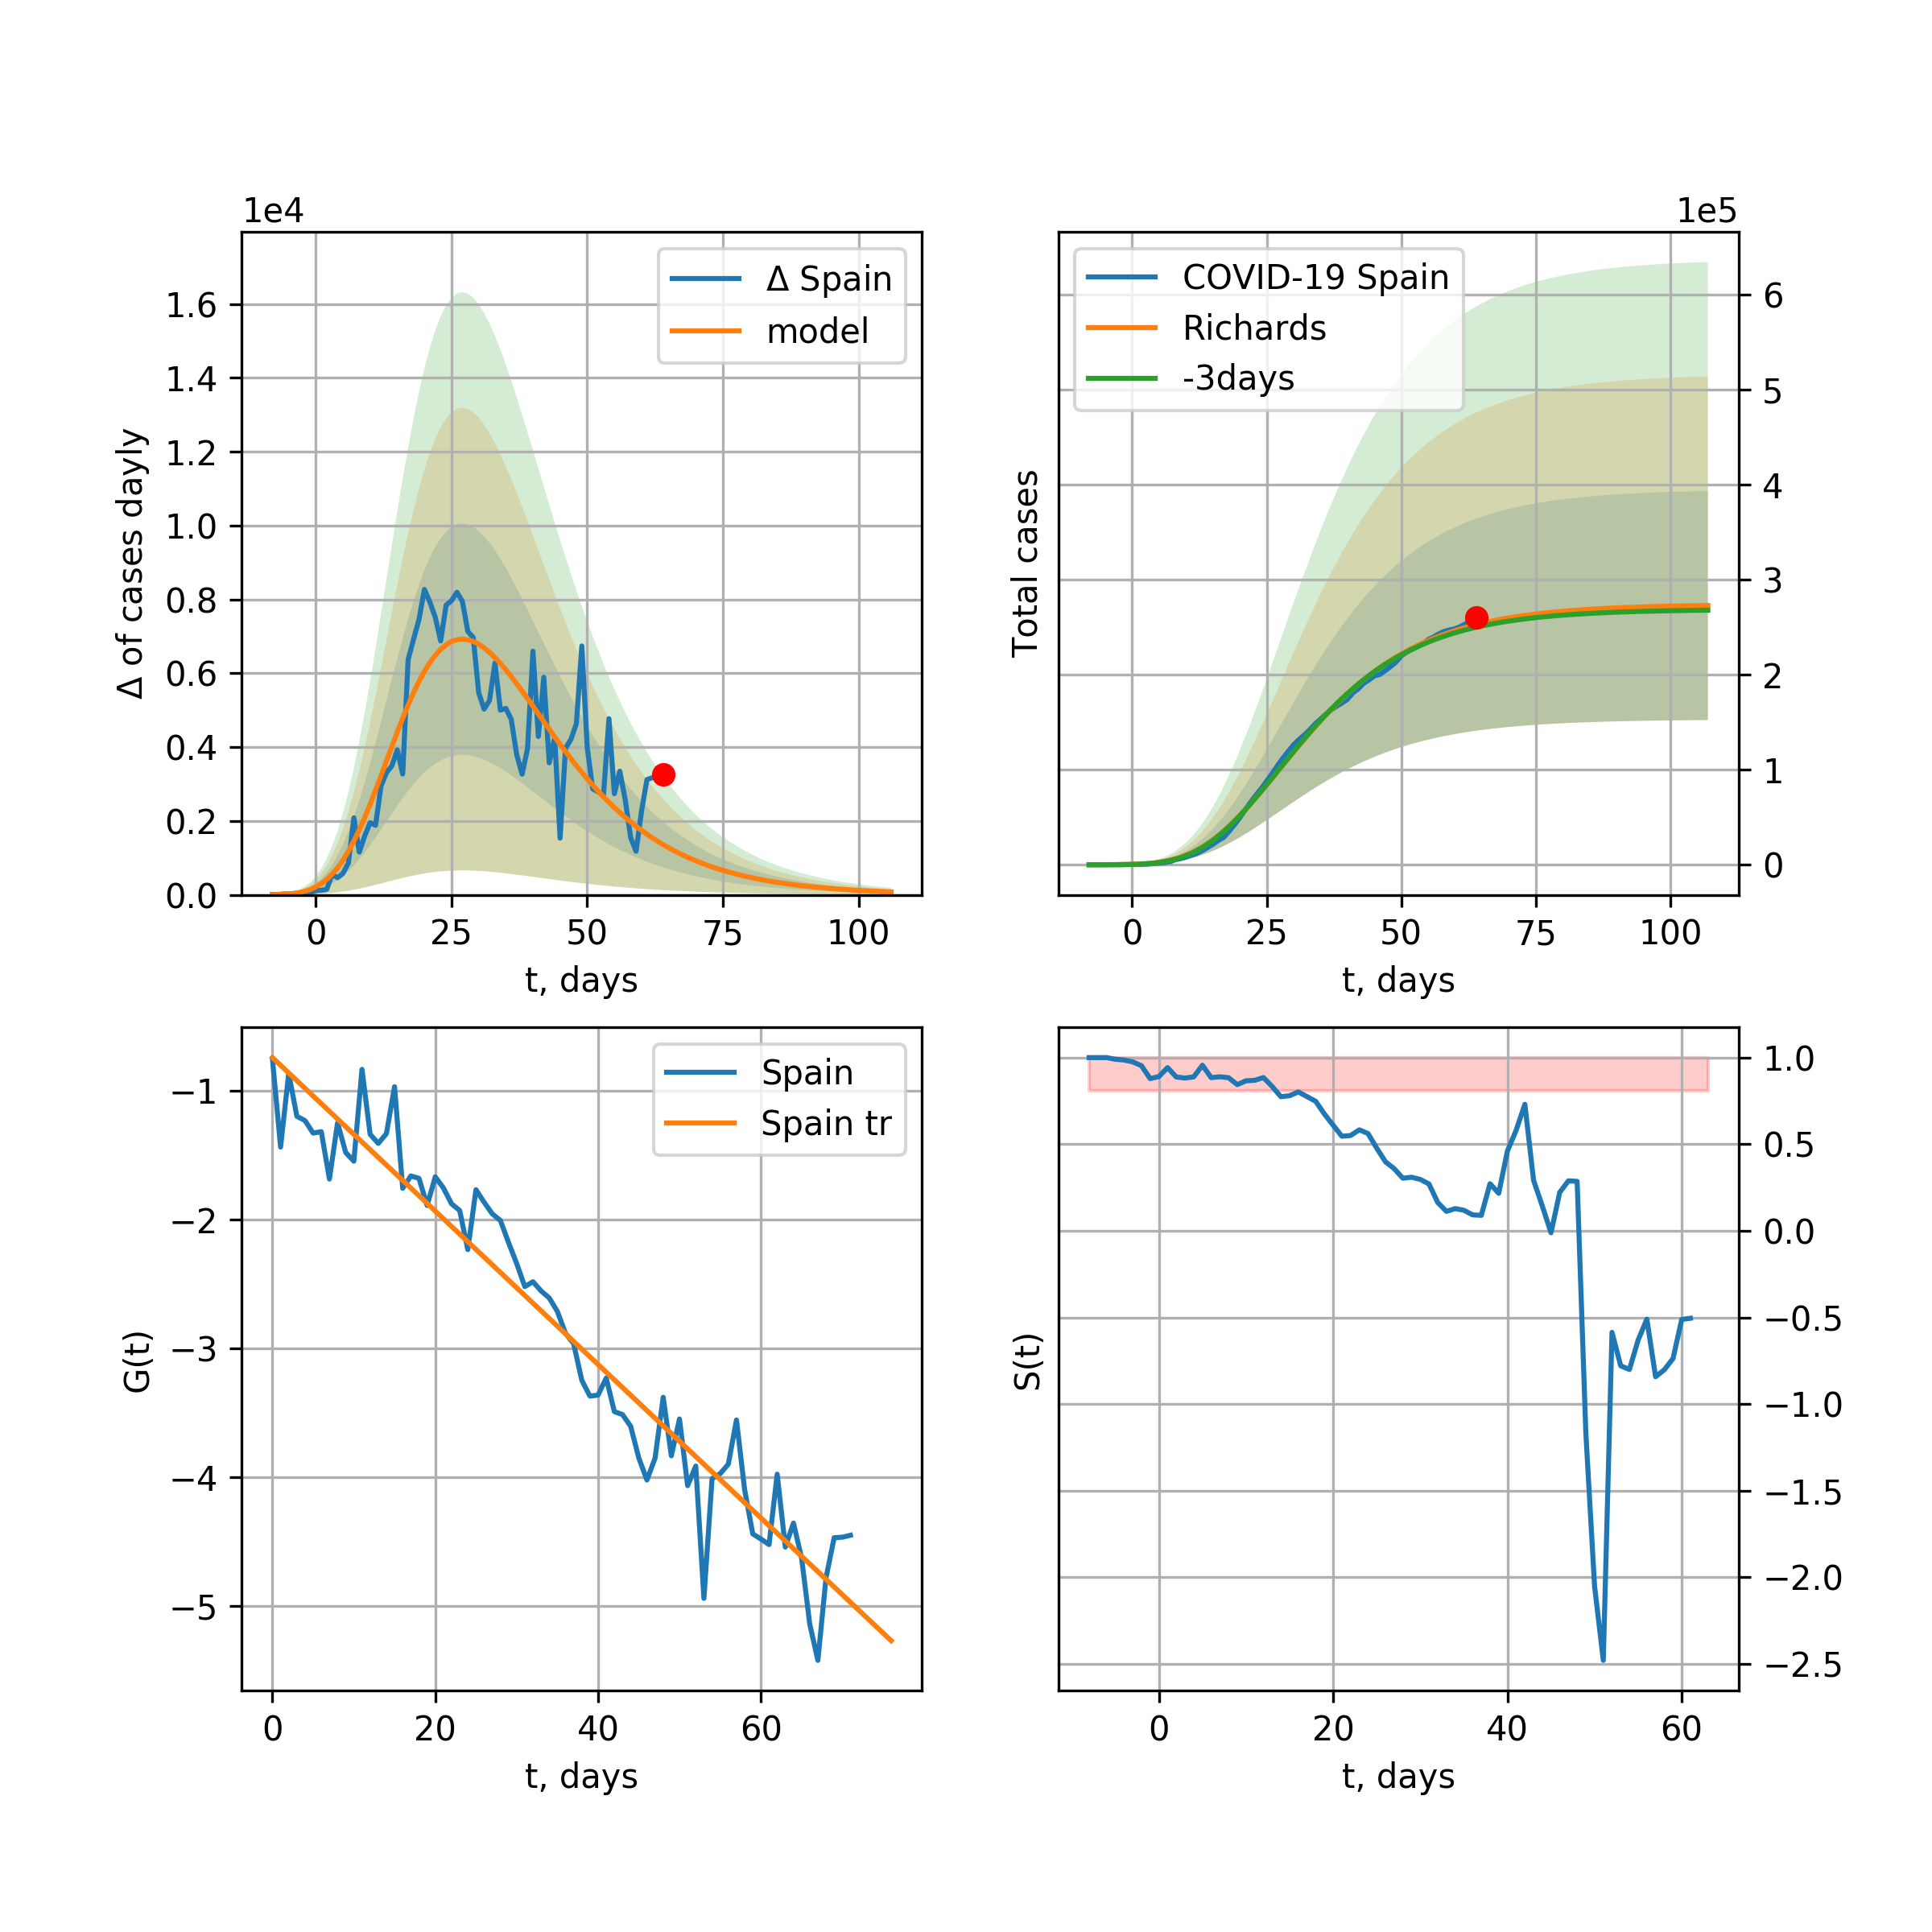 1e4
Δ of cases dayly
1.6
1.4
1.2
1.0
0.8
0.6
0.4
0.2
0.0
Δ Spain
model
0 25 50 75 100
t, days
1e5
Total cases
COVID-19 Spain
Richards
-3days
6
5
4
3
2
1
0
0 25 50 75 100
t, days
G(t)
−1
−2
−3
−4
−5
Spain
Spain tr
0 20 40 60
t, days
S(t)
1.0
0.5
0.0
−0.5
−1.0
−1.5
−2.0
−2.5
0 20 40 60
t, days